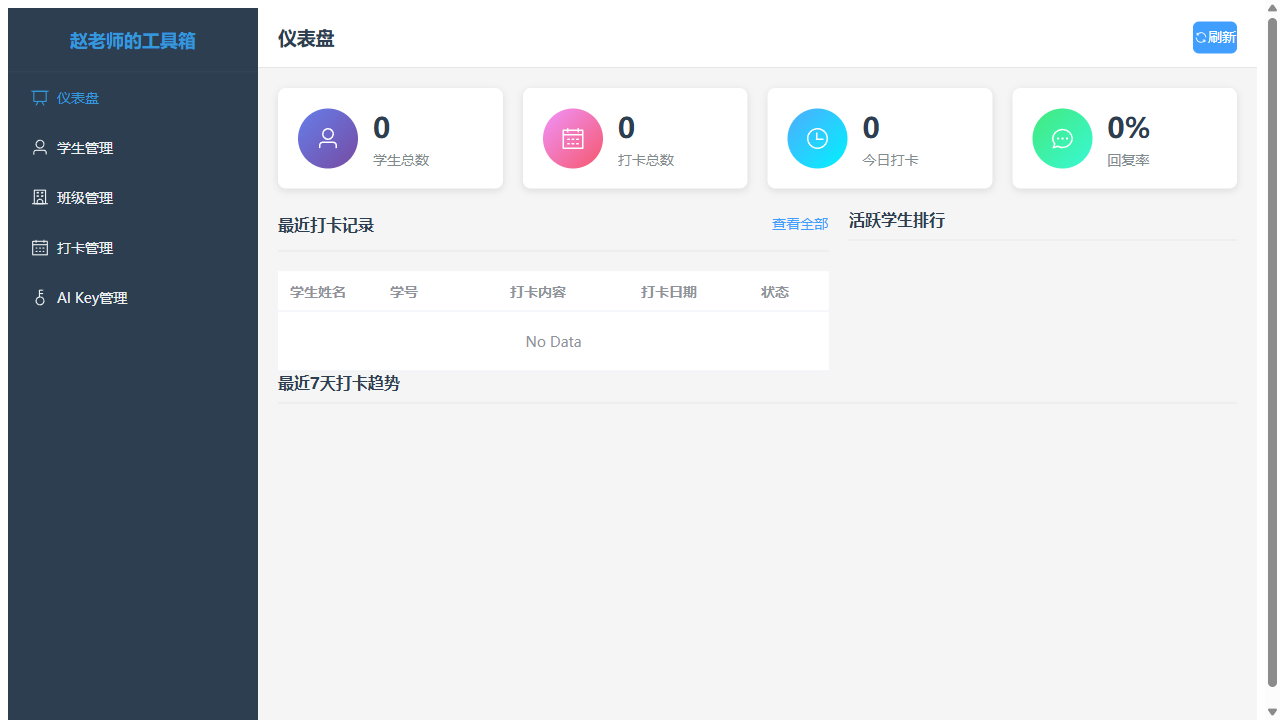 赵老师的工具箱
仪表盘
学生管理
班级管理
打卡管理
AI Key管理
仪表盘
刷新
0
学生总数
0
打卡总数
0
今日打卡
0%
回复率
最近打卡记录
查看全部
学生姓名 学号 打卡内容 打卡日期 状态
No Data
活跃学生排行
最近7天打卡趋势